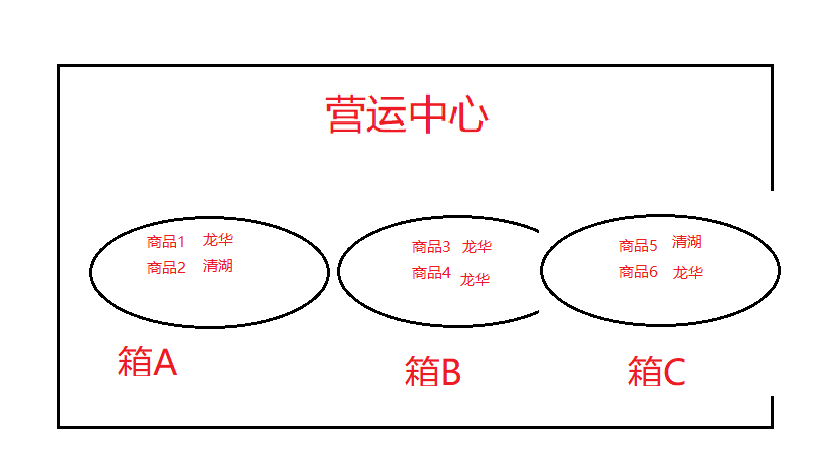 营运中心
商品1 龙华
商品2 清湖
商品3 龙华
商品4 龙华
商品5 清湖
商品6 龙华
箱A
箱B
箱C